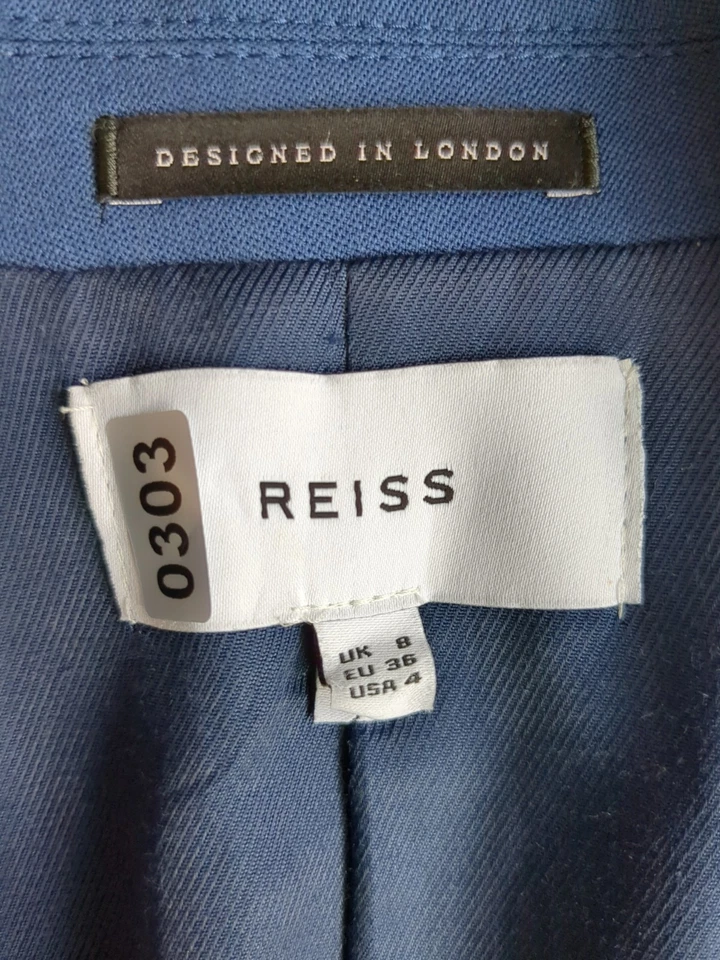 DESIGNED IN LONDON
0303
REISS
UK 8
EU 36
USA 4